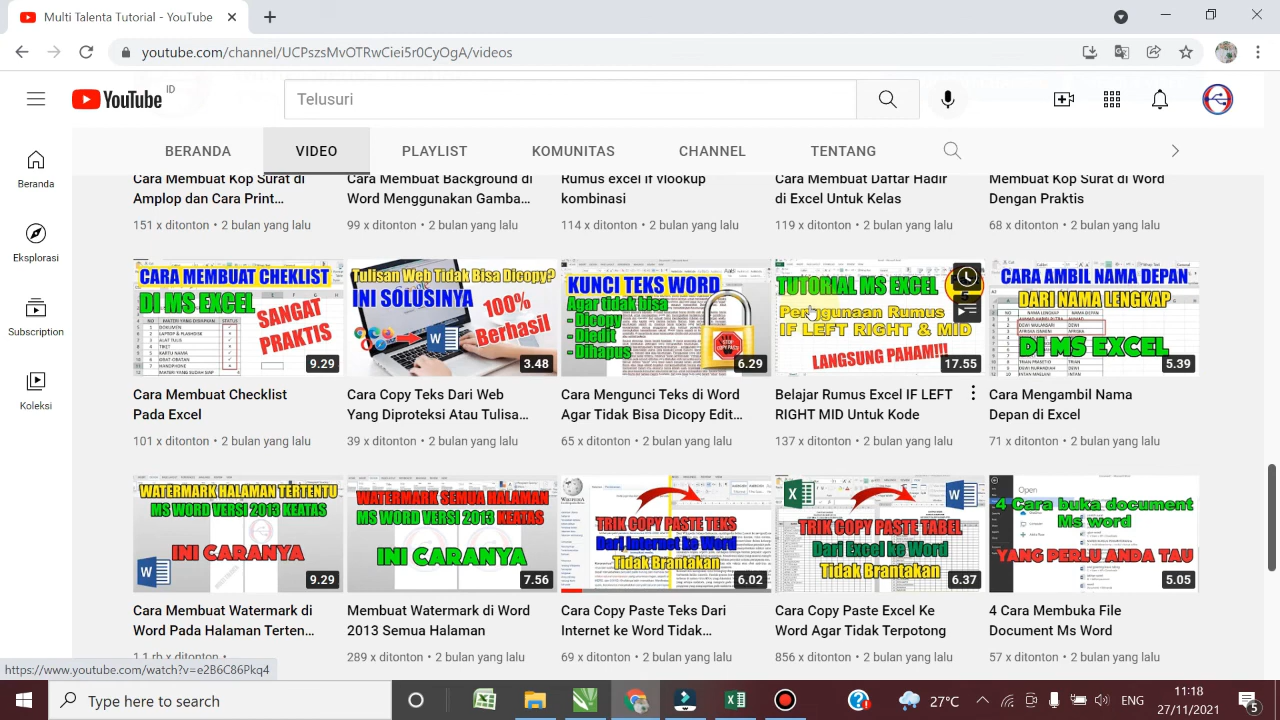 Multi Talenta Tutorial - YouTube
youtube.com/channel/UCPszsMvOTRwCiei5r0CyOgA/videos
YouTube ID
Telusuri
BERANDA VIDEO PLAYLIST KOMUNITAS CHANNEL TENTANG
Beranda
Eksplorasi
Subscription
Koleksi
Cara Membuat Kop Surat di
Amplop dan Cara Print…
151 x ditonton • 2 bulan yang lalu
Cara Membuat Background di
Word Menggunakan Gamba…
99 x ditonton • 2 bulan yang lalu
Rumus excel if vlookup
kombinasi
114 x ditonton • 2 bulan yang lalu
Cara Membuat Daftar Hadir
di Excel Untuk Kelas
119 x ditonton • 2 bulan yang lalu
Membuat Kop Surat di Word
Dengan Praktis
68 x ditonton • 2 bulan yang lalu
CARA MEMBUAT CHEKLIST
DI MS EXCEL
SANGAT
PRAKTIS
9.29
Cara Membuat Checklist
Pada Excel
101 x ditonton • 2 bulan yang lalu
Tulisan Web Tidak Bisa Dicopy?
INI SOLUSNYA
100%
Berhasil
3.48
Cara Copy Teks Dari Web
Yang Diproteksi Atau Tulisa…
39 x ditonton • 2 bulan yang lalu
KUNCI TEKS WORD
Agar Tidak Bisa
- Dicopy
- Diedit
- Dihapus
6.29
Cara Mengunci Teks di Word
Agar Tidak Bisa Dicopy Edit…
65 x ditonton • 2 bulan yang lalu
TUTORIAL MS EXCEL
Penggunaan Rumus
IF LEFT RIGHT & MID
LANGSUNG PAHAM!!!
17.55
Belajar Rumus Excel IF LEFT
RIGHT MID Untuk Kode
137 x ditonton • 2 bulan yang lalu
CARA AMBIL NAMA DEPAN
DARI NAMA LENGKAP
DI MS EXCEL
5.39
Cara Mengambil Nama
Depan di Excel
71 x ditonton • 2 bulan yang lalu
WATERMARK HALAMAN TERTENTU
MS WORD VERSI 2013 KEATAS
INI CARANYA
9.29
Cara Membuat Watermark di
Word Pada Halaman Terten…
1,1 rb x ditonton •
WATERMARK SEMUA HALAMAN
MS WORD VERSI 2013 KEATAS
INI CARANYA
7.56
Membuat Watermark di Word
2013 Semua Halaman
289 x ditonton • 2 bulan yang lalu
TRIK COPY PASTE TEKS
Tidak Brantakan
6.02
Cara Copy Paste Teks Dari
Internet ke Word Tidak…
69 x ditonton • 2 bulan yang lalu
TRIK COPY PASTE TABEL
Dari Excel ke Word
Tidak Brantakan
6.37
Cara Copy Paste Excel Ke
Word Agar Tidak Terpotong
856 x ditonton • 2 bulan yang lalu
Open
4 Cara buka document
Ms word
YANG PERLU ANDA TAU
5.05
4 Cara Membuka File
Document Ms Word
57 x ditonton • 2 bulan yang lalu
https://www.youtube.com/watch?v=e2B6C86Pkq4
Type here to search
27°C
ENG
11:18
27/11/2021
5